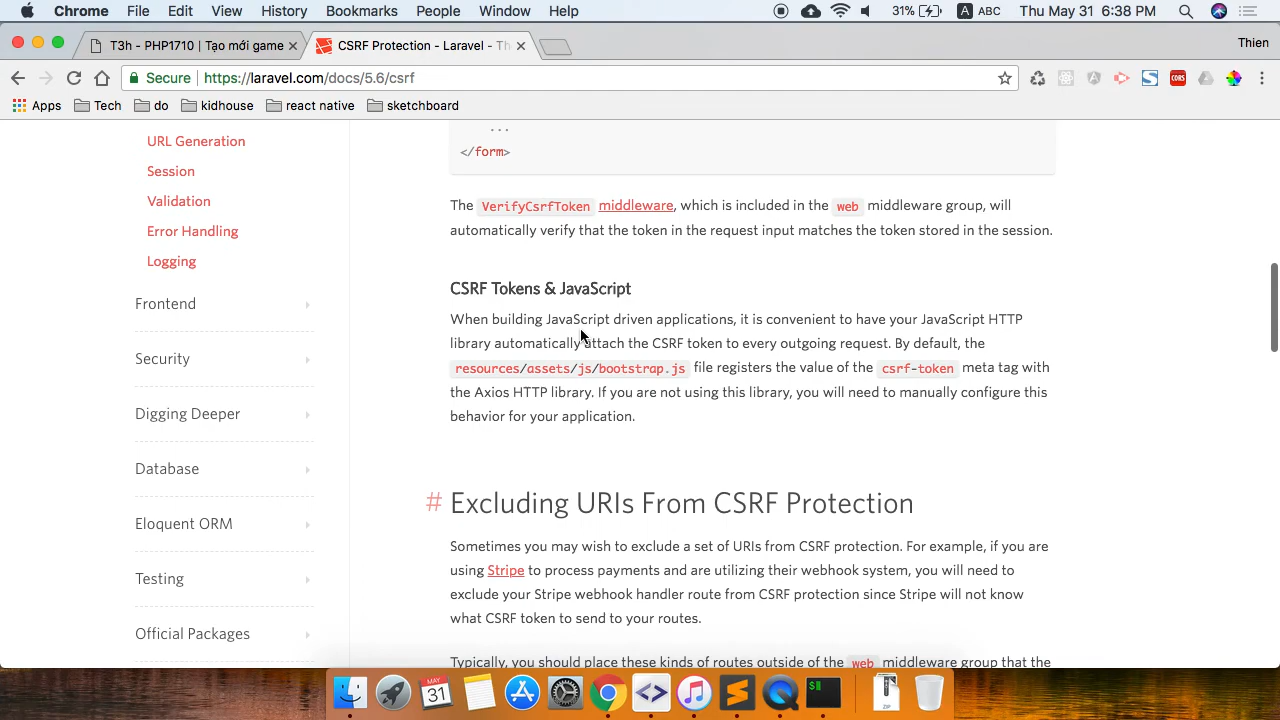 Chrome File Edit View History Bookmarks People Window Help 31% A ABC Thu May 31 6:38 PM
T3h - PHP1710 | Tạo mới game CSRF Protection - Laravel - Th Thien
Secure https://laravel.com/docs/5.6/csrf CORS
Apps Tech do kidhouse react native sketchboard
URL Generation
Session
Validation
Error Handling
Logging
Frontend
Security
Digging Deeper
Database
Eloquent ORM
Testing
Official Packages
...
</form>
The VerifyCsrfToken middleware, which is included in the web middleware group, will
automatically verify that the token in the request input matches the token stored in the session.
CSRF Tokens & JavaScript
When building JavaScript driven applications, it is convenient to have your JavaScript HTTP
library automatically attach the CSRF token to every outgoing request. By default, the
resources/assets/js/bootstrap.js file registers the value of the csrf-token meta tag with
the Axios HTTP library. If you are not using this library, you will need to manually configure this
behavior for your application.
# Excluding URIs From CSRF Protection
Sometimes you may wish to exclude a set of URIs from CSRF protection. For example, if you are
using Stripe to process payments and are utilizing their webhook system, you will need to
exclude your Stripe webhook handler route from CSRF protection since Stripe will not know
what CSRF token to send to your routes.
Typically, you should place these kinds of routes outside of the web middleware group that the
MAY
31
$
ZIP